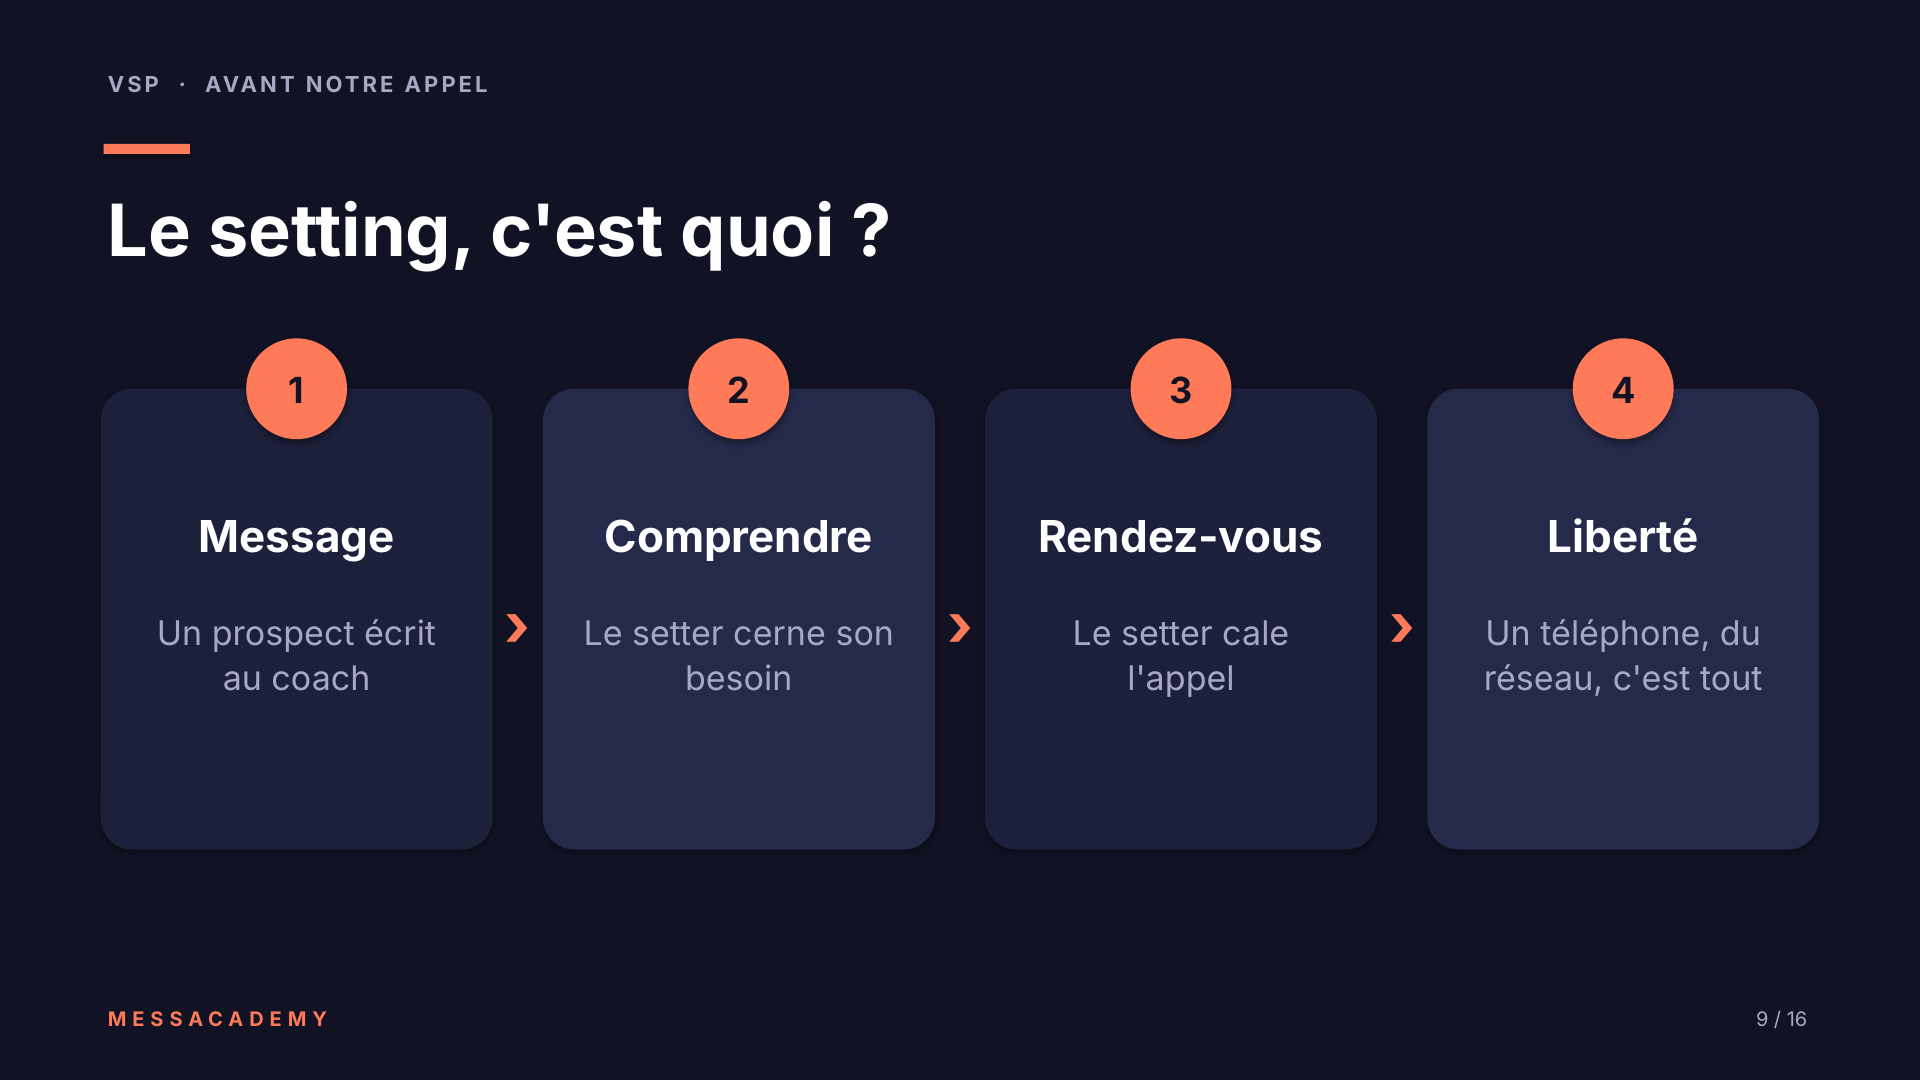 VSP · AVANT NOTRE APPEL
Le setting, c'est quoi ?
1
Message
Un prospect écrit
au coach
2
Comprendre
Le setter cerne son
besoin
3
Rendez-vous
Le setter cale
l'appel
4
Liberté
Un téléphone, du
réseau, c'est tout
MESSACADEMY
9 / 16